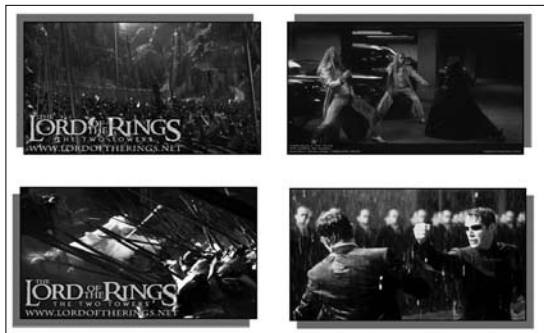 THE
LORD OF THE RINGS
THE TWO TOWERS
WWW.LORDOFTHERINGS.NET
THE
LORD OF THE RINGS
THE TWO TOWERS
WWW.LORDOFTHERINGS.NET